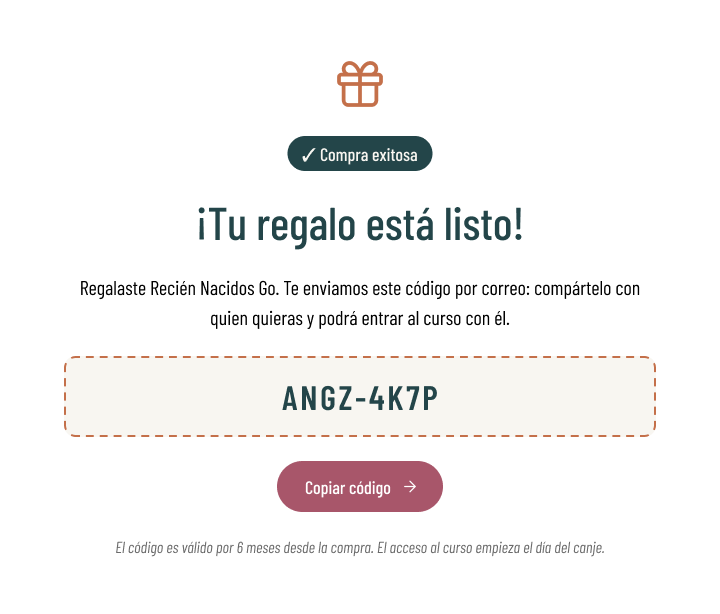 ✓ Compra exitosa
¡Tu regalo está listo!
Regalaste Recién Nacidos Go. Te enviamos este código por correo: compártelo con
quien quieras y podrá entrar al curso con él.
ANGZ-4K7P
Copiar código →
El código es válido por 6 meses desde la compra. El acceso al curso empieza el día del canje.